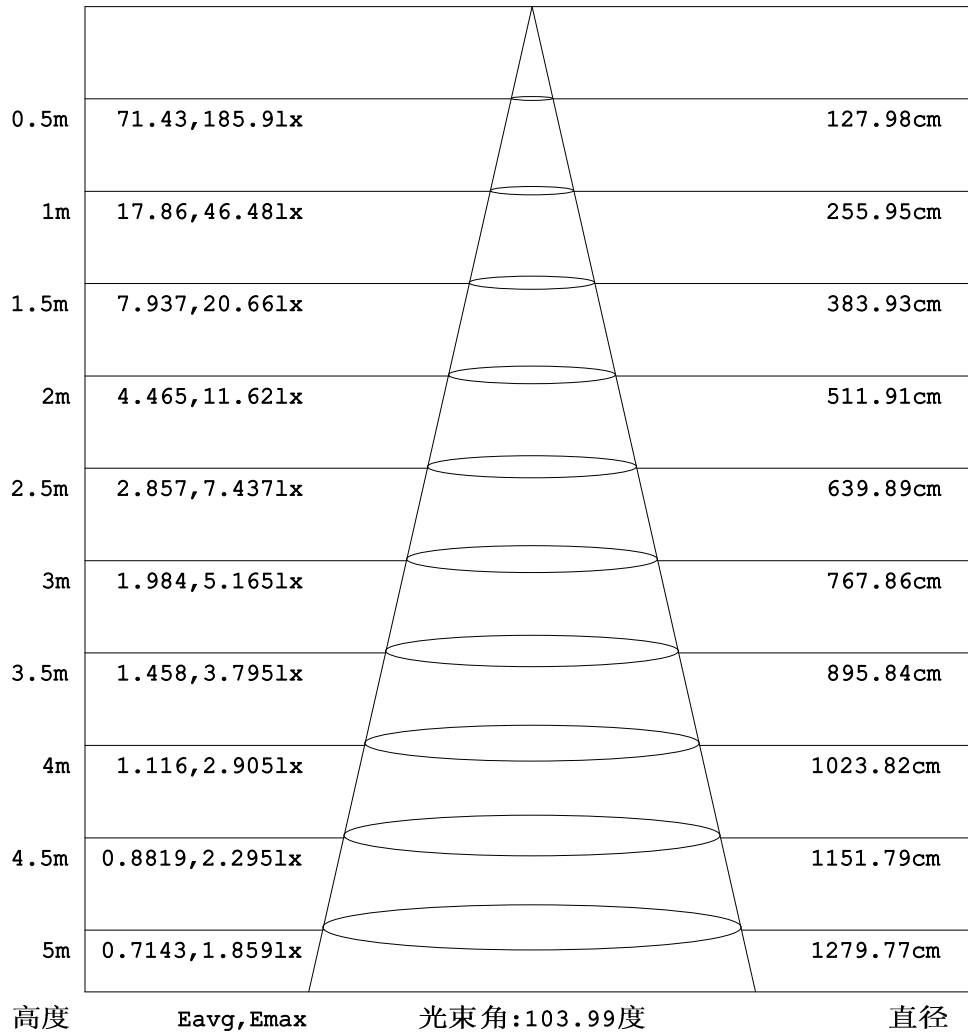 0.5m 71.43,185.9lx 127.98cm
1m 17.86,46.48lx 255.95cm
1.5m 7.937,20.66lx 383.93cm
2m 4.465,11.62lx 511.91cm
2.5m 2.857,7.437lx 639.89cm
3m 1.984,5.165lx 767.86cm
3.5m 1.458,3.795lx 895.84cm
4m 1.116,2.905lx 1023.82cm
4.5m 0.8819,2.295lx 1151.79cm
5m 0.7143,1.859lx 1279.77cm
高度 Eavg,Emax 光束角:103.99度 直径